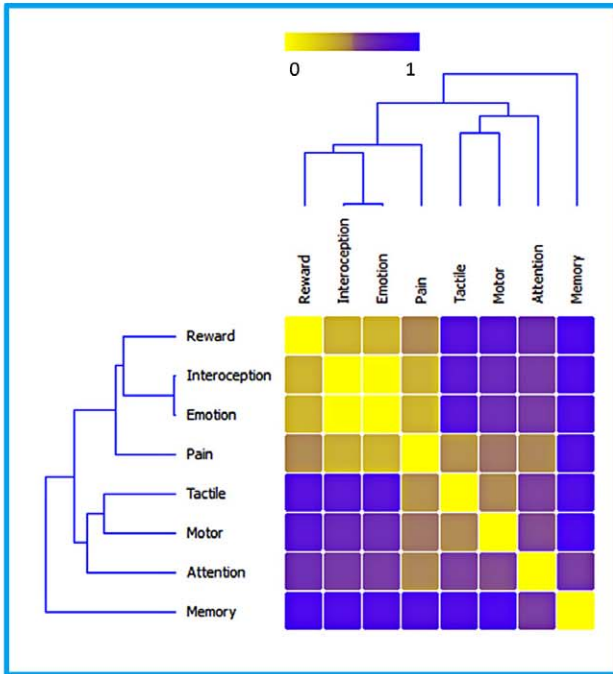 0 1
Reward
Interoception
Emotion
Pain
Tactile
Motor
Attention
Memory
Reward
Interoception
Emotion
Pain
Tactile
Motor
Attention
Memory